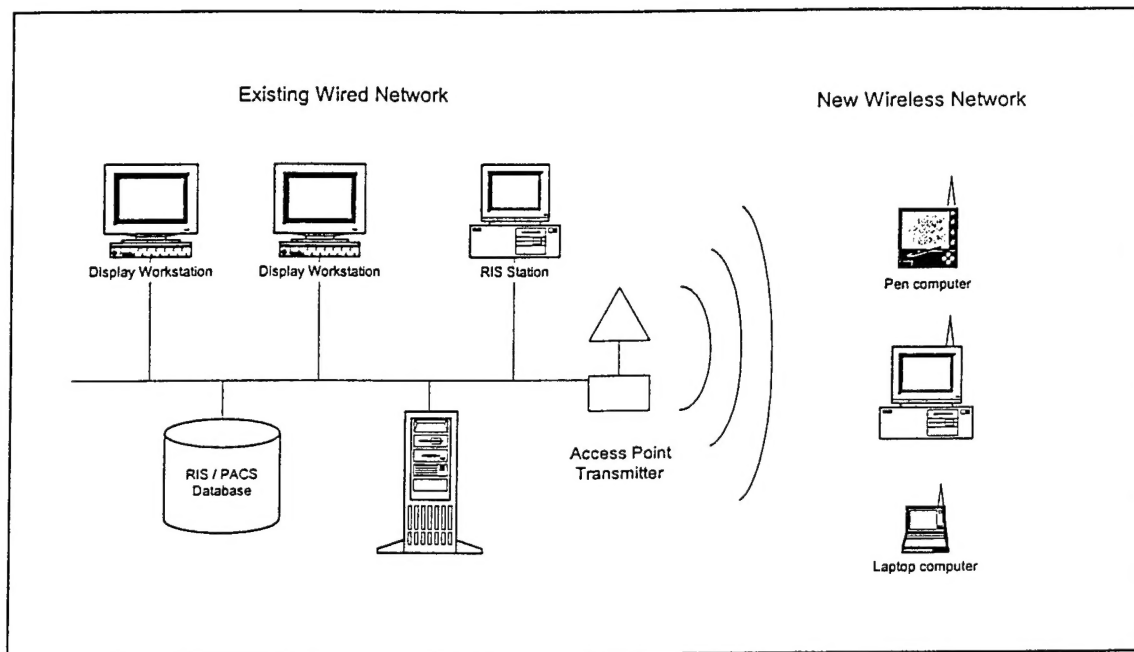 Existing Wired Network
New Wireless Network
Display Workstation
Display Workstation
RIS Station
Pen computer
Access Point
Transmitter
RIS / PACS
Database
Laptop computer